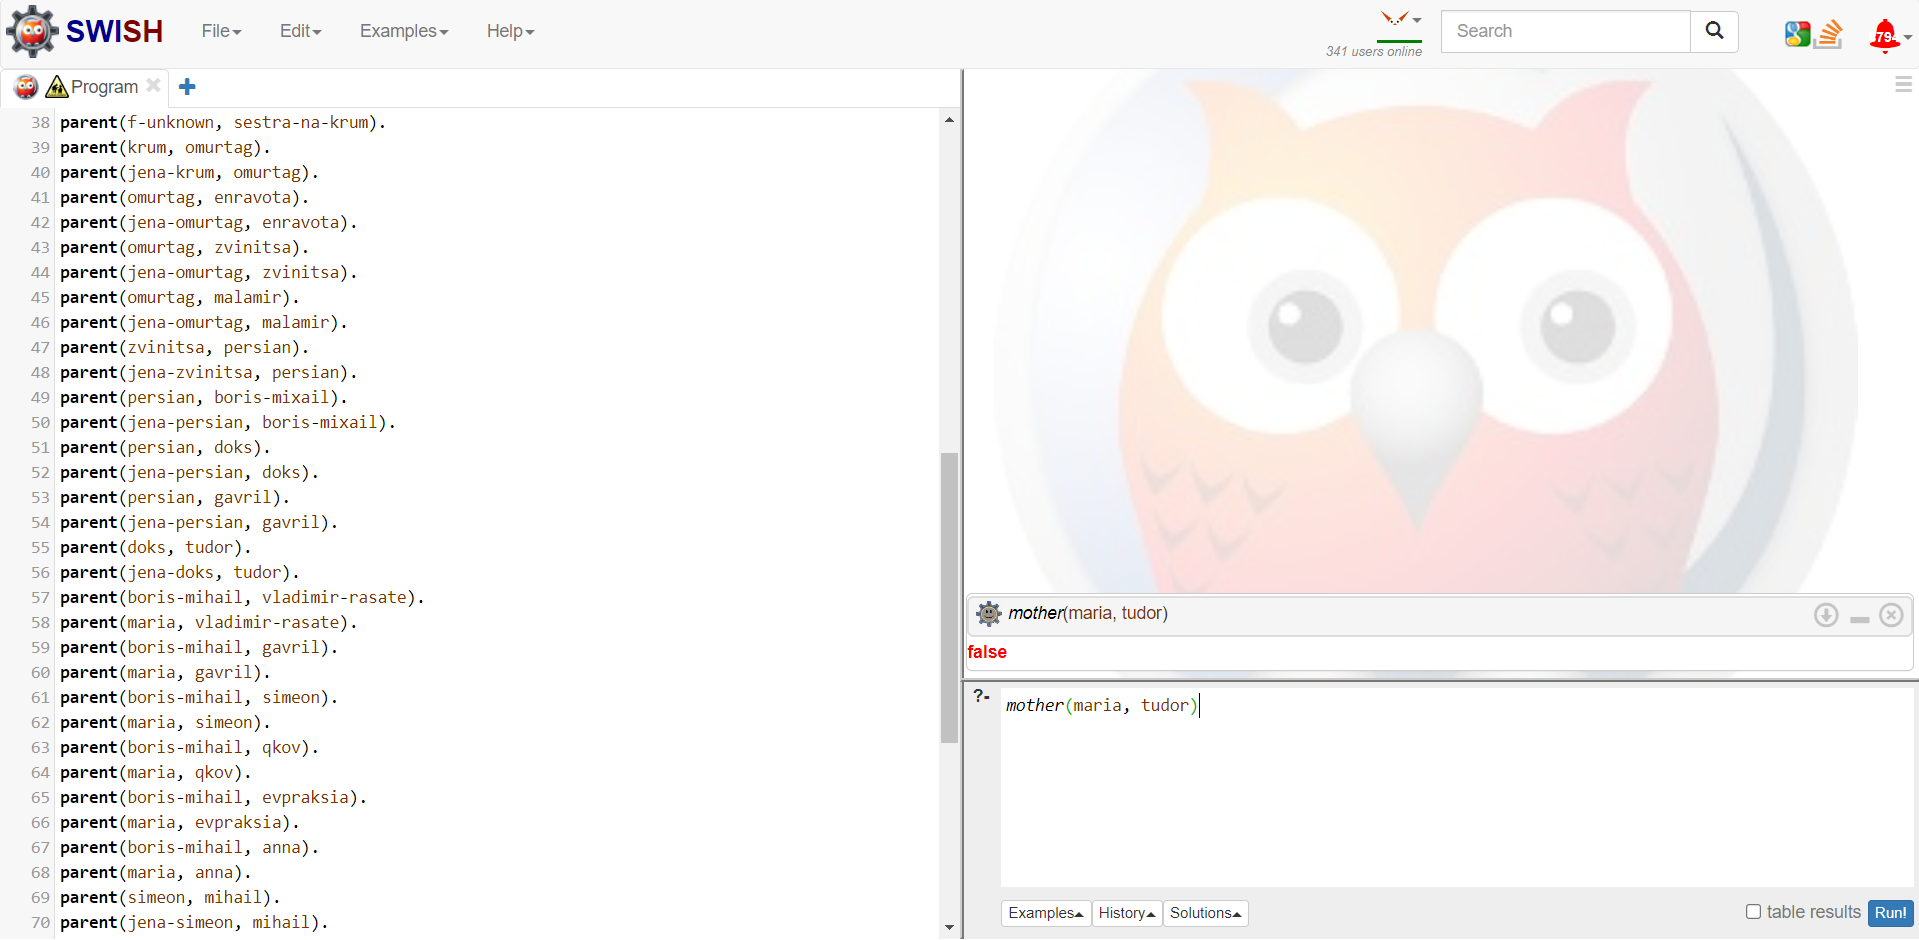 SWISH File Edit Examples Help 341 users online Search 794
Program
38 parent(f-unknown, sestra-na-krum).
39 parent(krum, omurtag).
40 parent(jena-krum, omurtag).
41 parent(omurtag, enravota).
42 parent(jena-omurtag, enravota).
43 parent(omurtag, zvinitsa).
44 parent(jena-omurtag, zvinitsa).
45 parent(omurtag, malamir).
46 parent(jena-omurtag, malamir).
47 parent(zvinitsa, persian).
48 parent(jena-zvinitsa, persian).
49 parent(persian, boris-mixail).
50 parent(jena-persian, boris-mixail).
51 parent(persian, doks).
52 parent(jena-persian, doks).
53 parent(persian, gavril).
54 parent(jena-persian, gavril).
55 parent(doks, tudor).
56 parent(jena-doks, tudor).
57 parent(boris-mihail, vladimir-rasate).
58 parent(maria, vladimir-rasate).
59 parent(boris-mihail, gavril).
60 parent(maria, gavril).
61 parent(boris-mihail, simeon).
62 parent(maria, simeon).
63 parent(boris-mihail, qkov).
64 parent(maria, qkov).
65 parent(boris-mihail, evpraksia).
66 parent(maria, evpraksia).
67 parent(boris-mihail, anna).
68 parent(maria, anna).
69 parent(simeon, mihail).
70 parent(jena-simeon, mihail).
mother(maria, tudor)
false
?- mother(maria, tudor)
Examples History Solutions table results Run!